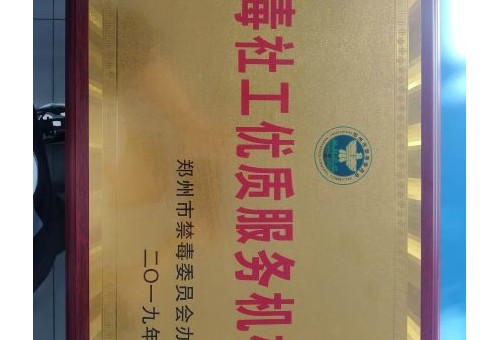 毒社工优质服务机
郑州市禁毒委员会办
二〇一九年